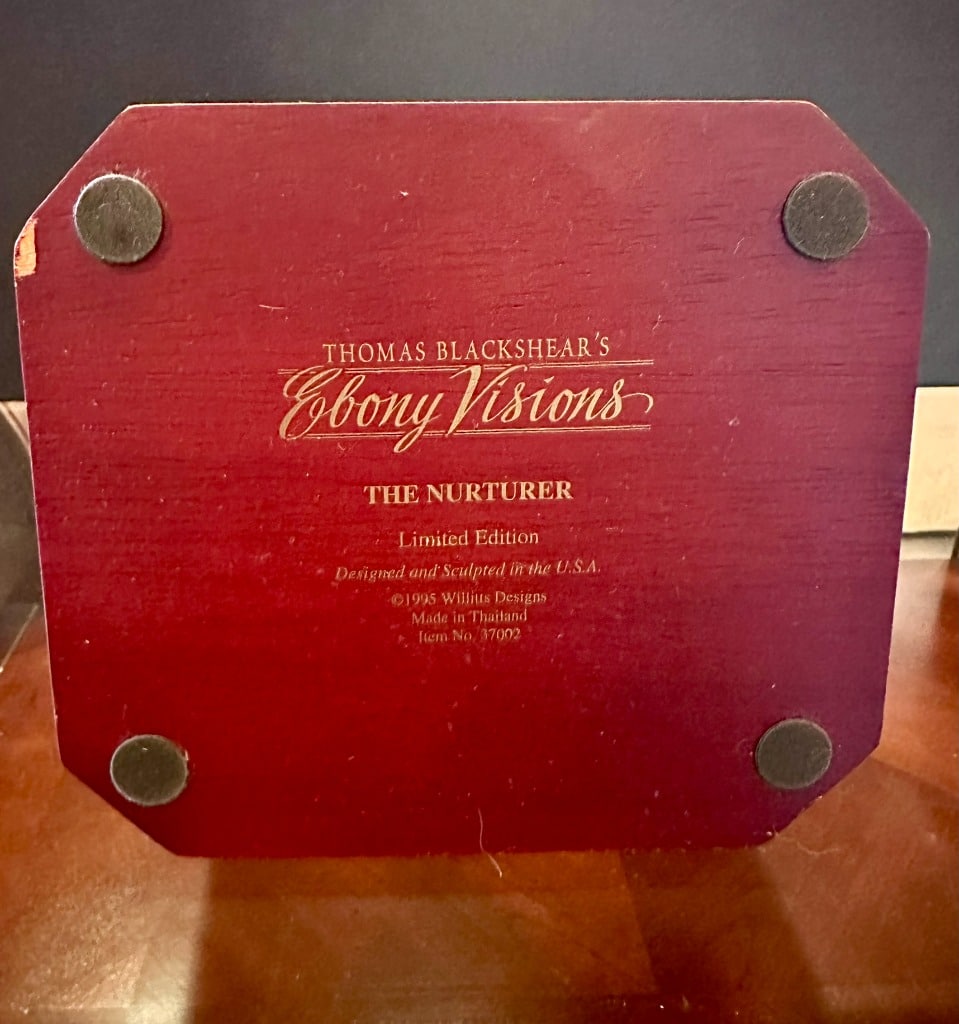 THOMAS BLACKSHEAR'S
Ebony Visions
THE NURTURER
Limited Edition
Designed and Sculpted in the U.S.A.
©1995 Willitts Designs
Made in Thailand
Item No. 37002